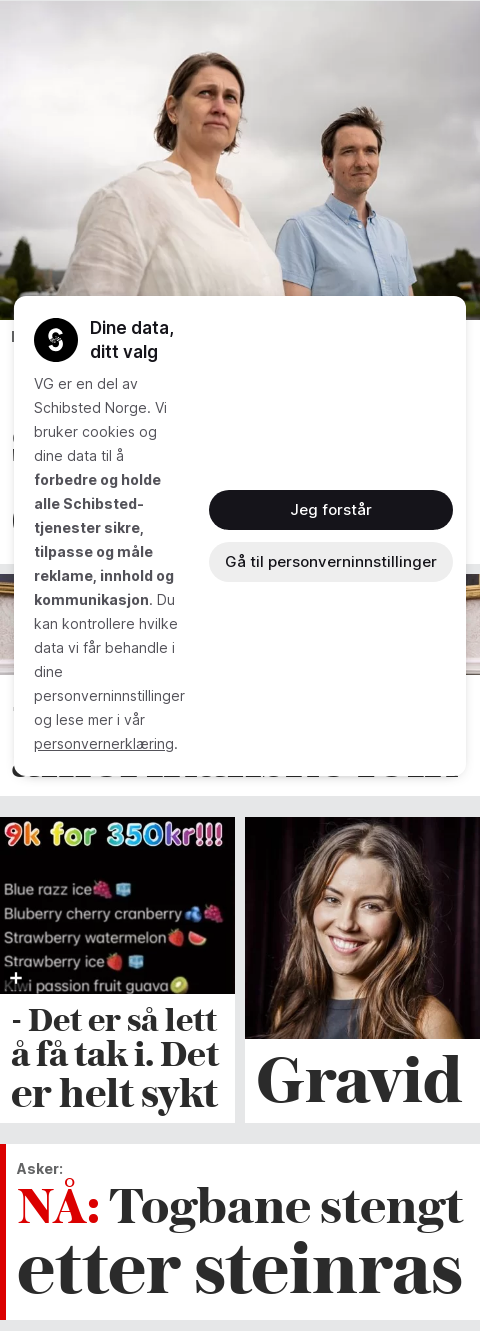 Dine data,
ditt valg
VG er en del av
Schibsted Norge. Vi
bruker cookies og
dine data til å
forbedre og holde
alle Schibsted-
tjenester sikre,
tilpasse og måle
reklame, innhold og
kommunikasjon. Du
kan kontrollere hvilke
data vi får behandle i
dine
personverninnstillinger
og lese mer i vår
personvernerklæring.
Jeg forstår
Gå til personverninnstillinger
9k for 350kr!!!
Blue razz ice🍇🧊
Bluberry cherry cranberry🫐🍇
Strawberry watermelon🍓🍉
Strawberry ice🍓🧊
Kiwi passion fruit guava🥝
- Det er så lett
å få tak i. Det
er helt sykt
Gravid
Asker:
NÅ: Togbane stengt
etter steinras